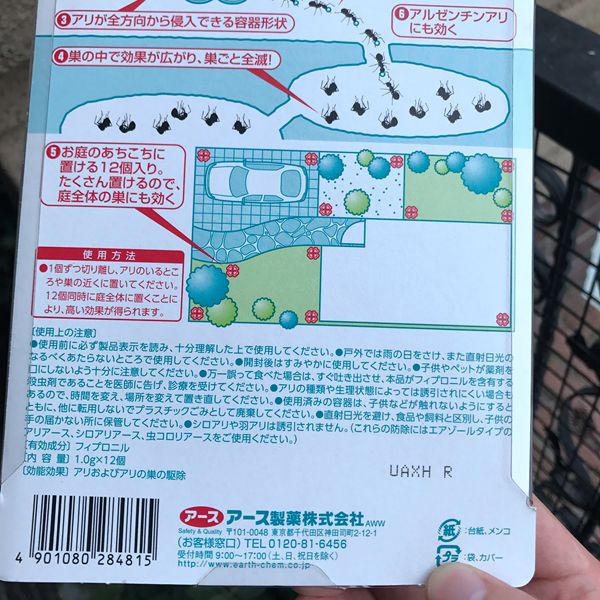 ③アリが全方向から侵入できる容器形状
⑥アルゼンチンアリ
にも効く
④巣の中で効果が広がり、巣ごと全滅!
⑤お庭のあちこちに
置ける12個入り。
たくさん置けるので、
庭全体の巣にも効く
使用方法
●1個ずつ切り離し、アリのいるとこ
ろや巣の近くに置いてください。
12個同時に庭全体に置くことに
より、高い効果が得られます。
[使用上の注意]
●使用前に必ず製品表示を読み、十分理解した上で使用してください。●戸外では雨の日をさけ、また直射日光の
なるべくあたらないところで使用してください。●開封後はすみやかに使用してください。●子供やペットが薬剤を
口にしないよう十分に注意してください。●万一誤って食べた場合は、すぐ吐き出させ、本品がフィプロニルを含有する
殺虫剤であることを医師に告げ、診療を受けてください。●アリの種類や生理状態によっては誘引されにくい場合も
あるので、時間を変え、場所を変えて置き直してください。●使用済みの容器は、子供などが触れないようにすると
ともに、他に転用しないでプラスチックごみとして廃棄してください。●直射日光を避け、食品や飼料と区別し、子供の
手の届かない所に保管してください。●シロアリや羽アリは誘引されません。(これらの防除にはエアゾールタイプの
アリアース、シロアリアース、虫コロリアースをご使用ください。)
[有効成分] フィプロニル
[内 容 量] 1.0g×12個
[効能効果] アリおよびアリの巣の駆除
UAXH R
アース アース製薬株式会社 AWW
Safety & Quality 〒101-0048 東京都千代田区神田司町2-12-1
(お客様窓口) TEL 0120-81-6456
受付時間 9:00~17:00(土、日、祝日を除く)
http://www.earth-chem.co.jp
4 901080 284815
紙:台紙、メンコ
プラ:袋、カバー